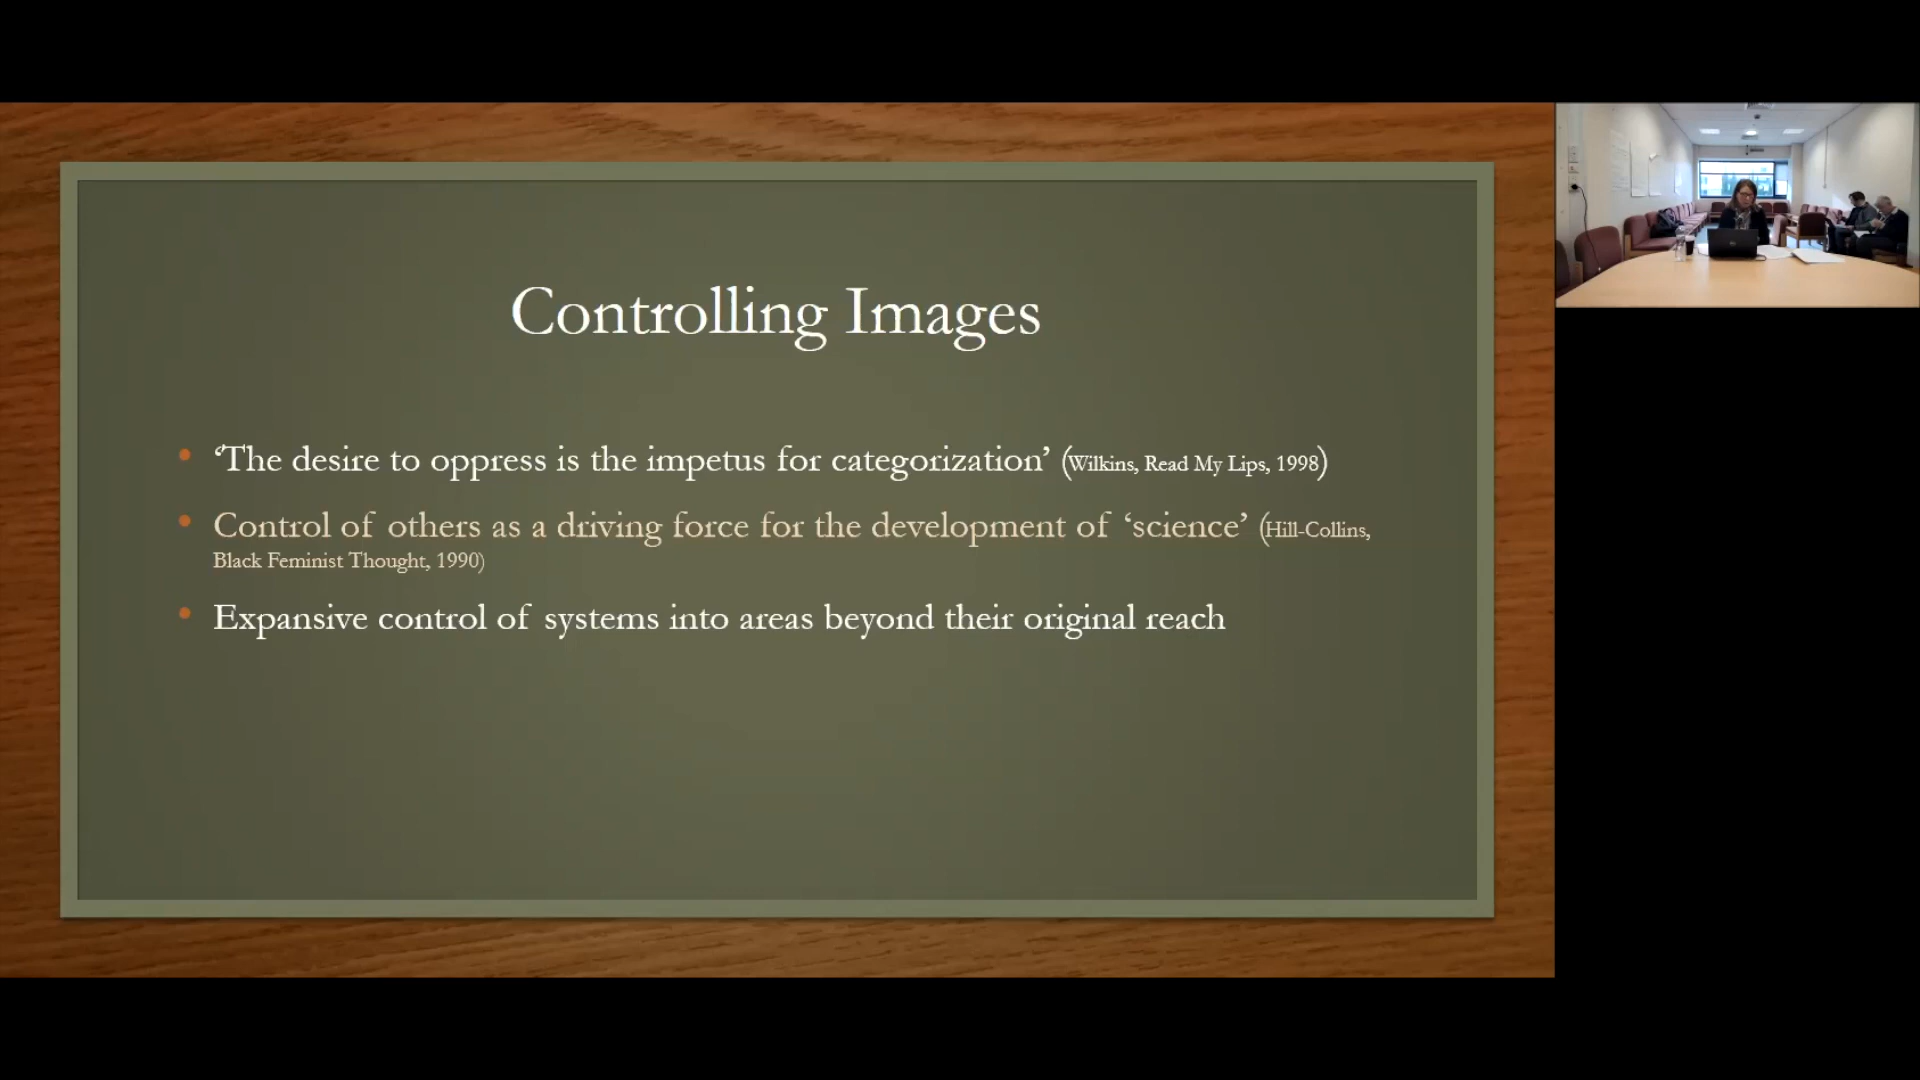 Controlling Images
‘The desire to oppress is the impetus for categorization’ (Wilkins, Read My Lips, 1998)
Control of others as a driving force for the development of ‘science’ (Hill-Collins,
Black Feminist Thought, 1990)
Expansive control of systems into areas beyond their original reach